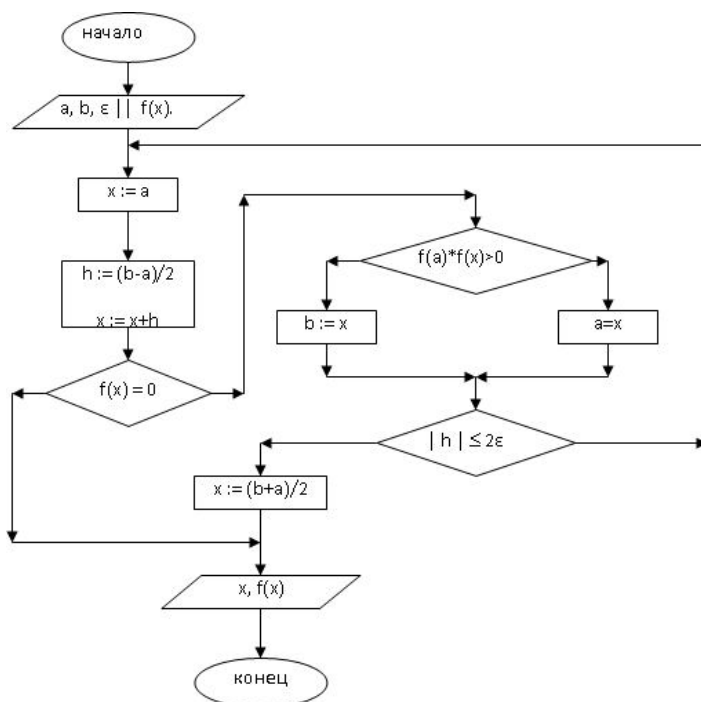 начало
a, b, ε || f(x).
x := a
h := (b-a)/2
x := x+h
f(x) = 0
f(a)*f(x)>0
b := x
a=x
| h | ≤ 2ε
x := (b+a)/2
x, f(x)
конец